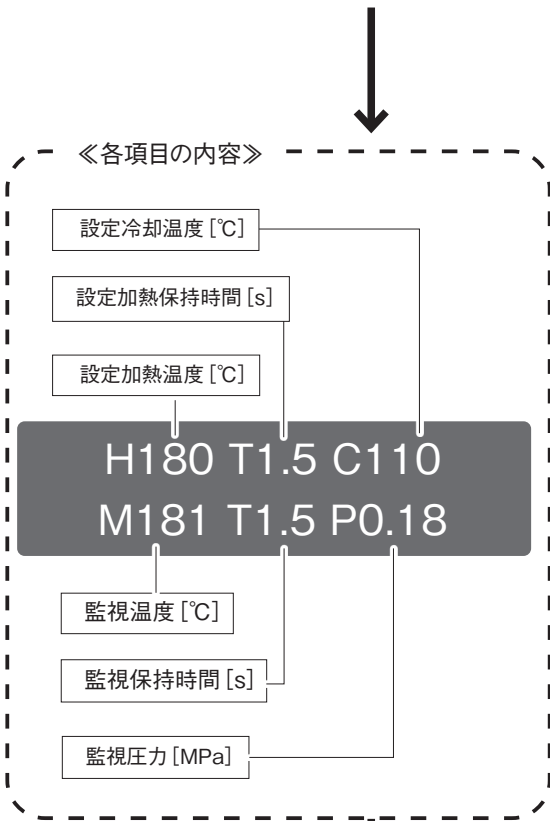 ≪各項目の内容≫
設定冷却温度[℃]
設定加熱保持時間[s]
設定加熱温度[℃]
H180 T1.5 C110
M181 T1.5 P0.18
監視温度[℃]
監視保持時間[s]
監視圧力[MPa]